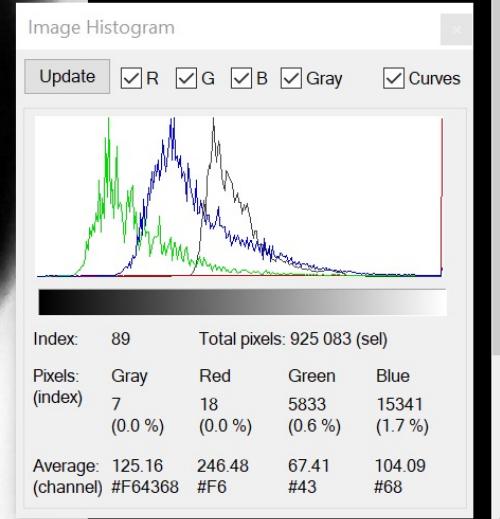 Image Histogram
Update R G B Gray Curves
Index: 89 Total pixels: 925 083 (sel)
Pixels: Gray Red Green Blue
(index) 7 18 5833 15341
(0.0 %) (0.0 %) (0.6 %) (1.7 %)
Average: 125.16 246.48 67.41 104.09
(channel) #F64368 #F6 #43 #68